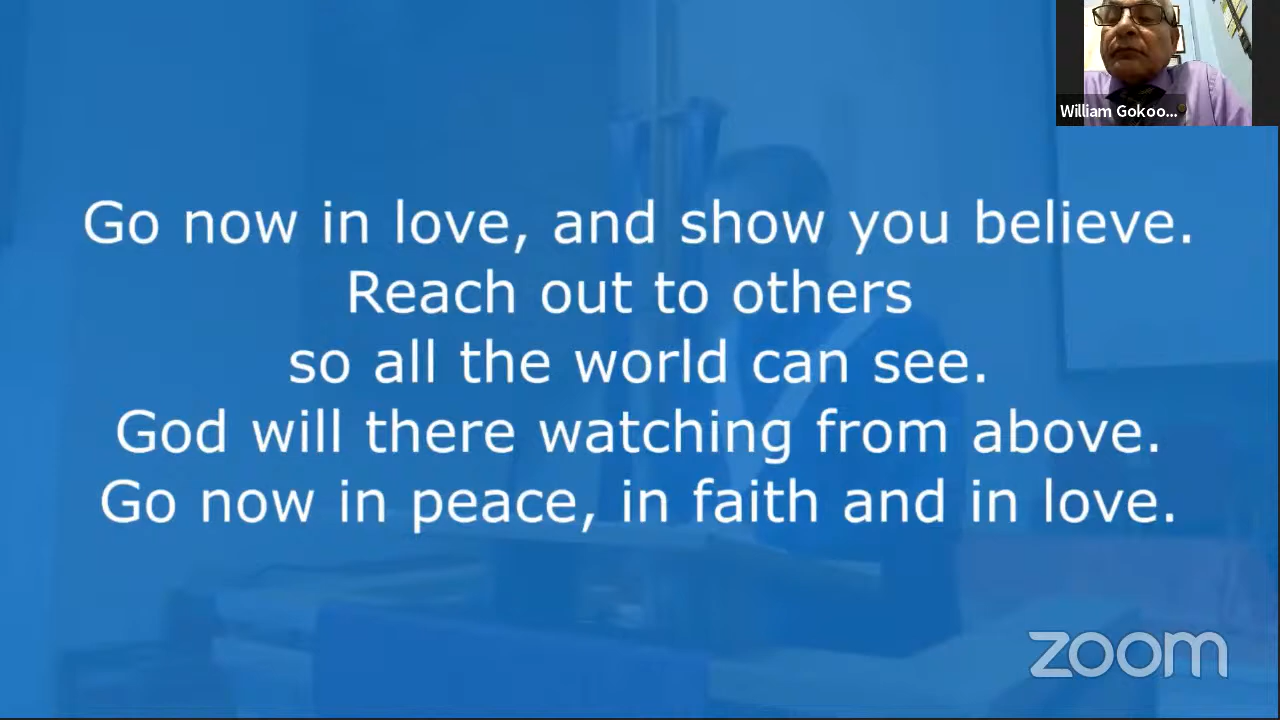 William Gokoo...
Go now in love, and show you believe.
Reach out to others
so all the world can see.
God will there watching from above.
Go now in peace, in faith and in love.
zoom